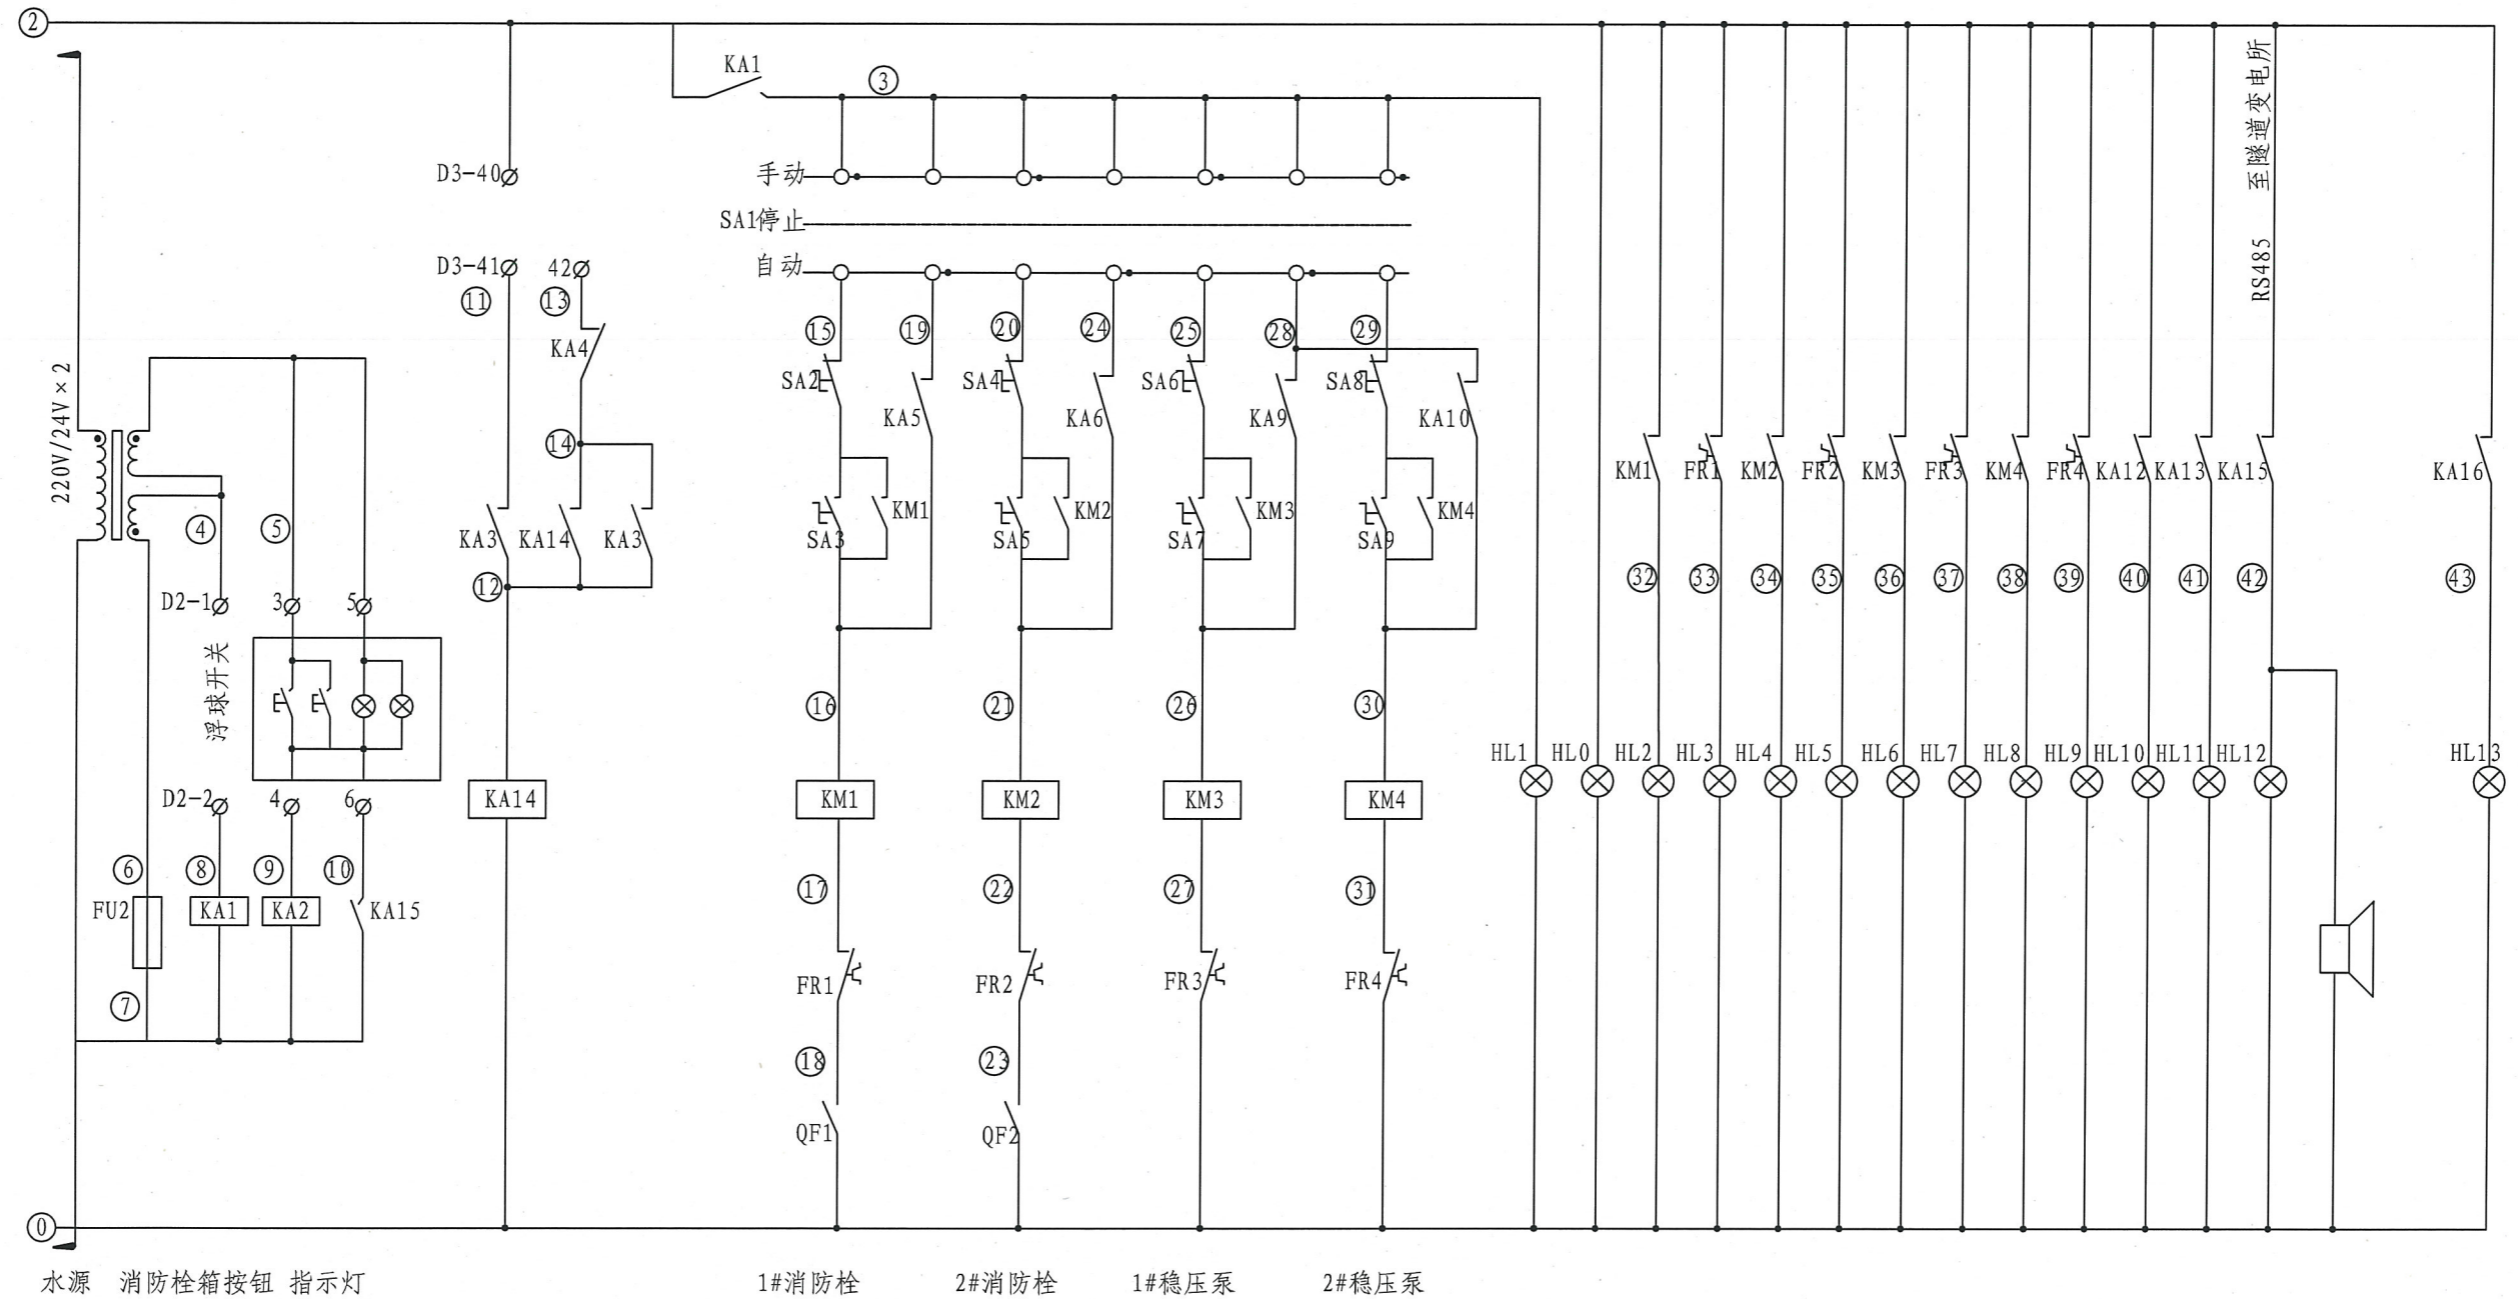 ②
KA1
③
D3-40
手动
SA1停止
自动
D3-41
42
⑪
⑬
KA4
⑭
KA3
KA14
KA3
⑫
KA14
220V/24V×2
④
⑤
D2-1
3
5
浮球开关
D2-2
4
6
⑥
⑧
⑨
⑩
FU2
KA1
KA2
KA15
⑦
⑮
⑲
⑳
㉔
㉕
㉘
㉙
SA2
KA5
SA4
KA6
SA6
KA9
SA8
KA10
SA3
KM1
SA5
KM2
SA7
KM3
SA9
KM4
⑯
㉑
㉖
㉚
KM1
KM2
KM3
KM4
⑰
㉒
㉗
㉛
FR1
FR2
FR3
FR4
⑱
㉓
QF1
QF2
至隧道变电所
RS485
KM1
FR1
KM2
FR2
KM3
FR3
KM4
FR4
KA12
KA13
KA15
KA16
㉜
㉝
㉞
㉟
㊱
㊲
㊳
㊴
㊵
㊶
㊷
㊸
HL1
HL0
HL2
HL3
HL4
HL5
HL6
HL7
HL8
HL9
HL10
HL11
HL12
HL13
⓪
水源 消防栓箱按钮 指示灯 1#消防栓 2#消防栓 1#稳压泵 2#稳压泵